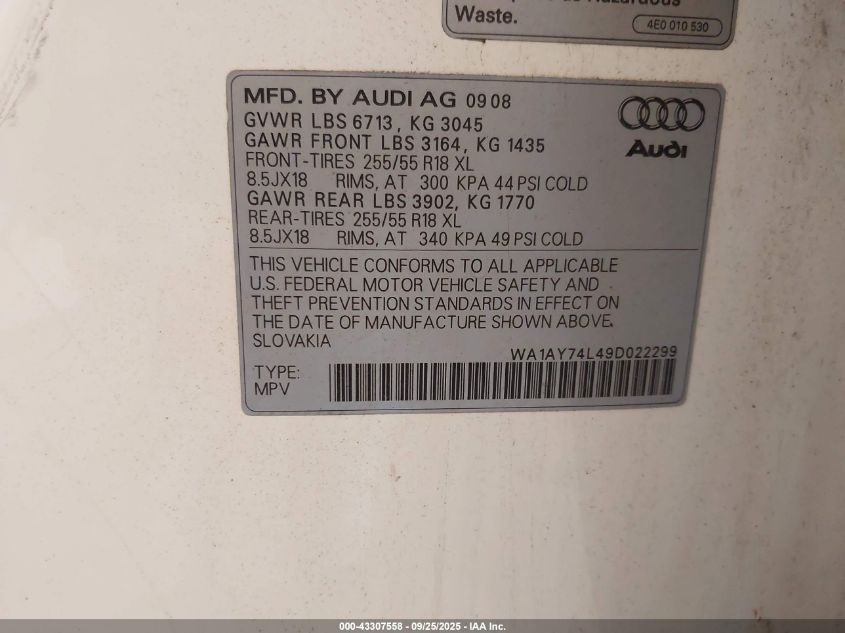 Waste.
4E0 010 530
MFD. BY AUDI AG 09 08
GVWR LBS 6713, KG 3045
GAWR FRONT LBS 3164, KG 1435
FRONT-TIRES 255/55 R18 XL
8.5JX18 RIMS, AT 300 KPA 44 PSI COLD
GAWR REAR LBS 3902, KG 1770
REAR-TIRES 255/55 R18 XL
8.5JX18 RIMS, AT 340 KPA 49 PSI COLD
Audi
THIS VEHICLE CONFORMS TO ALL APPLICABLE
U.S. FEDERAL MOTOR VEHICLE SAFETY AND
THEFT PREVENTION STANDARDS IN EFFECT ON
THE DATE OF MANUFACTURE SHOWN ABOVE.
SLOVAKIA
WA1AY74L49D022299
TYPE:
MPV
000-43307558 - 09/25/2025 - IAA Inc.